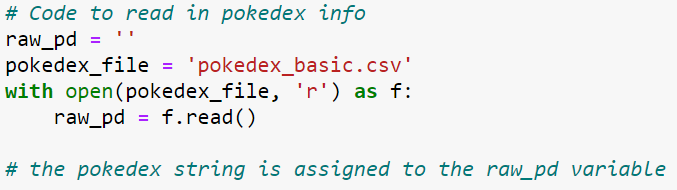 # Code to read in pokedex info
raw_pd = ''
pokedex_file = 'pokedex_basic.csv'
with open(pokedex_file, 'r') as f:
    raw_pd = f.read()
# the pokedex string is assigned to the raw_pd variable